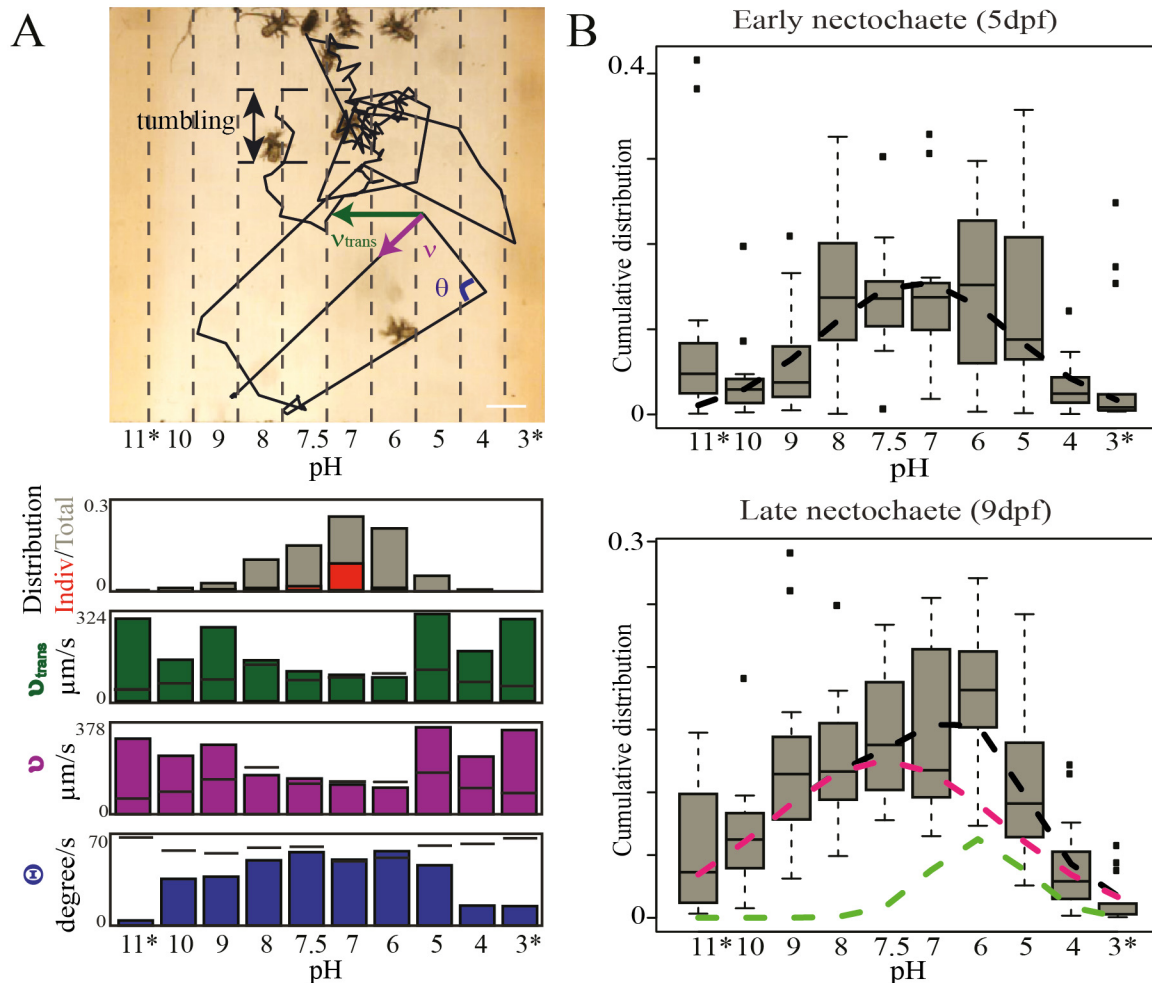 A
tumbling
νtrans
ν
θ
11* 10 9 8 7.5 7 6 5 4 3*
pH
Distribution
Indiv/Total
0.3
0
υtrans
μm/s
324
0
υ
μm/s
378
0
Θ
degree/s
70
0
11* 10 9 8 7.5 7 6 5 4 3*
pH
B
Early nectochaete (5dpf)
Cumulative distribution
0.4
0
11* 10 9 8 7.5 7 6 5 4 3*
pH
Late nectochaete (9dpf)
Cumulative distribution
0.3
0
11* 10 9 8 7.5 7 6 5 4 3*
pH